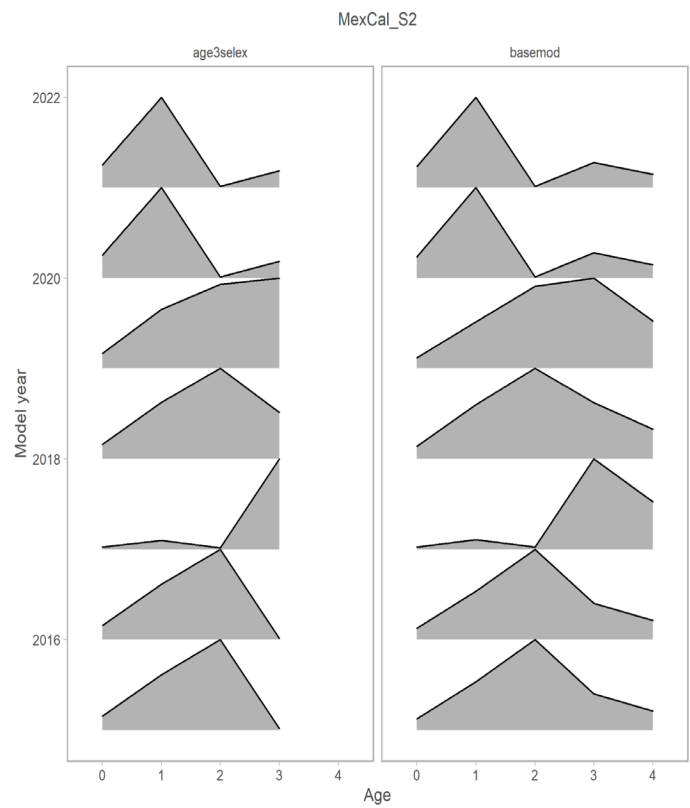 MexCal_S2
age3selex basemod
2022
2020
2018
2016
Model year
0 1 2 3 4 0 1 2 3 4
Age